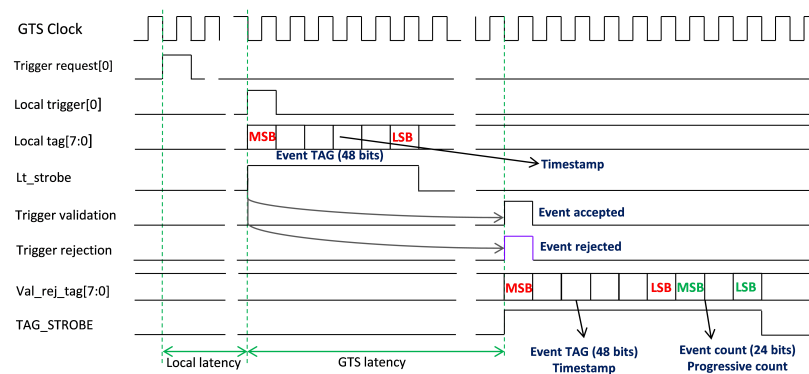 GTS Clock
Trigger request[0]
Local trigger[0]
Local tag[7:0]
MSB
LSB
Event TAG (48 bits)
Timestamp
Lt_strobe
Trigger validation
Event accepted
Trigger rejection
Event rejected
Val_rej_tag[7:0]
MSB
LSB
MSB
LSB
TAG_STROBE
Event TAG (48 bits)
Timestamp
Event count (24 bits)
Progressive count
Local latency
GTS latency